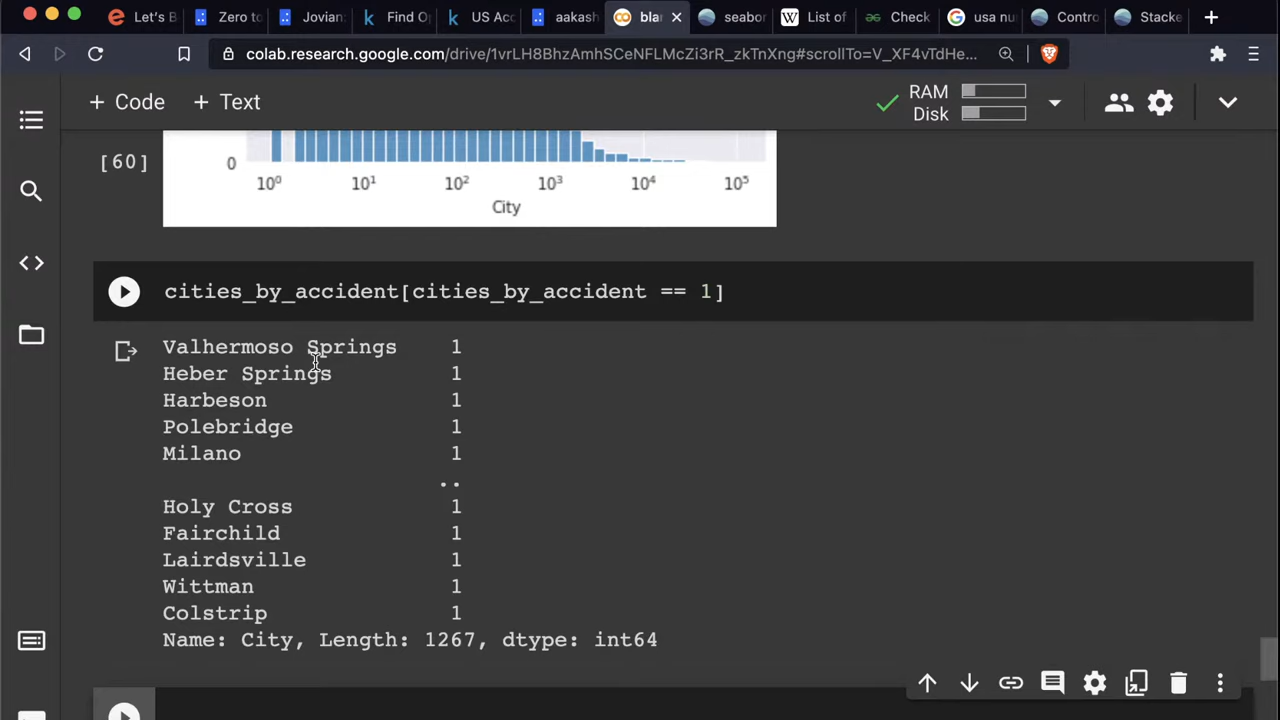 Let's B
Zero to
Jovian:
Find O
US Acc
aakash
blar
seabor
List of
Check
usa nu
Contro
Stacke
colab.research.google.com/drive/1vrLH8BhzAmhSCeNFLMcZi3rR_zkTnXng#scrollTo=V_XF4vTdHe...
+ Code + Text
RAM
Disk
[60]
0
10⁰ 10¹ 10² 10³ 10⁴ 10⁵
City
cities_by_accident[cities_by_accident == 1]
Valhermoso Springs 1
Heber Springs 1
Harbeson 1
Polebridge 1
Milano 1
..
Holy Cross 1
Fairchild 1
Lairdsville 1
Wittman 1
Colstrip 1
Name: City, Length: 1267, dtype: int64